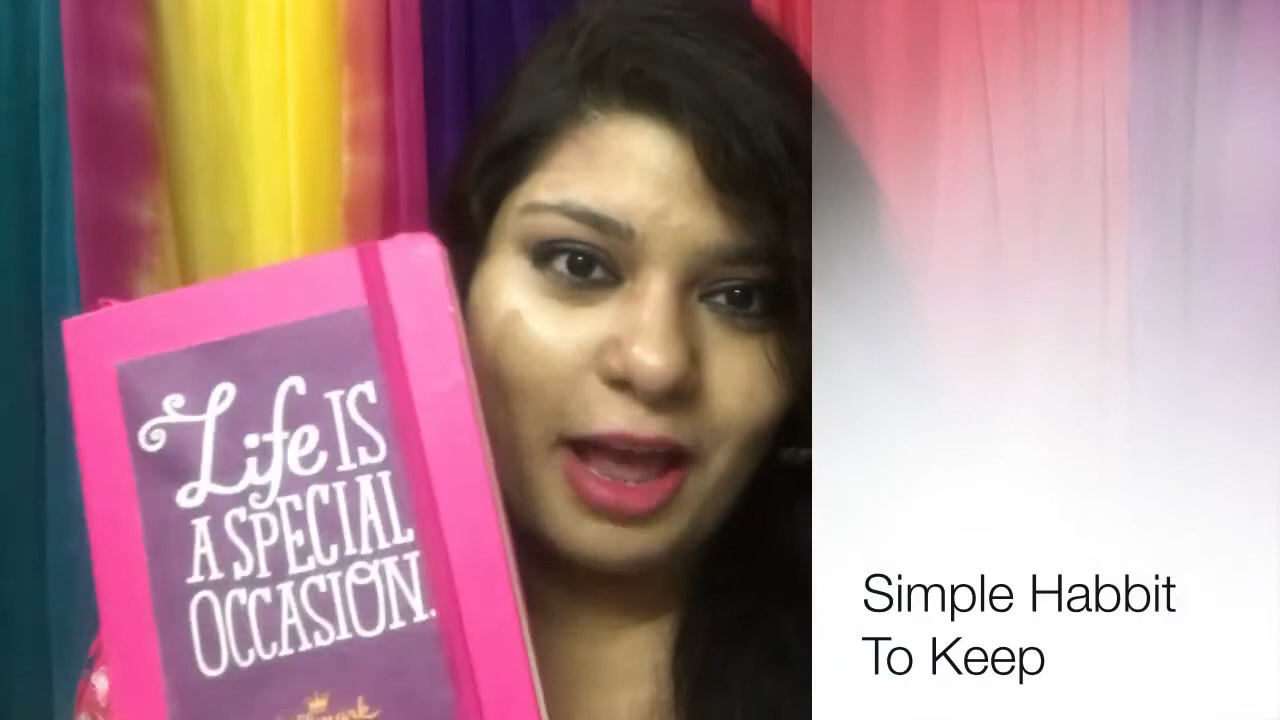 Life IS
A SPECIAL
OCCASION.
Simple Habbit
To Keep